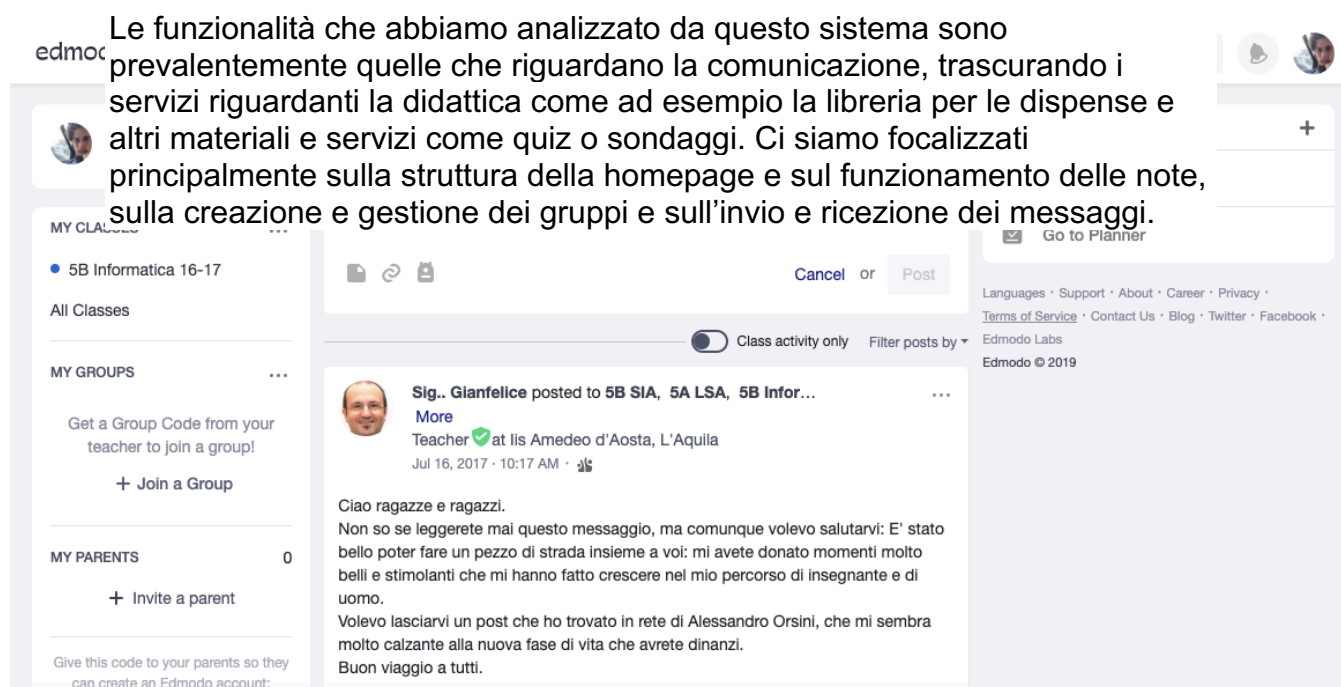 Le funzionalità che abbiamo analizzato da questo sistema sono
prevalentemente quelle che riguardano la comunicazione, trascurando i
servizi riguardanti la didattica come ad esempio la libreria per le dispense e
altri materiali e servizi come quiz o sondaggi. Ci siamo focalizzati
principalmente sulla struttura della homepage e sul funzionamento delle note,
sulla creazione e gestione dei gruppi e sull'invio e ricezione dei messaggi.
MY CLASSES
5B Informatica 16-17
All Classes
MY GROUPS
Get a Group Code from your
teacher to join a group!
+ Join a Group
MY PARENTS 0
+ Invite a parent
Give this code to your parents so they
can create an Edmodo account:
Cancel or Post
Class activity only Filter posts by
Sig.. Gianfelice posted to 5B SIA, 5A LSA, 5B Infor...
More
Teacher at Iis Amedeo d'Aosta, L'Aquila
Jul 16, 2017 · 10:17 AM ·
Ciao ragazze e ragazzi.
Non so se leggerete mai questo messaggio, ma comunque volevo salutarvi: E' stato
bello poter fare un pezzo di strada insieme a voi: mi avete donato momenti molto
belli e stimolanti che mi hanno fatto crescere nel mio percorso di insegnante e di
uomo.
Volevo lasciarvi un post che ho trovato in rete di Alessandro Orsini, che mi sembra
molto calzante alla nuova fase di vita che avrete dinanzi.
Buon viaggio a tutti.
+
Go to Planner
Languages · Support · About · Career · Privacy ·
Terms of Service · Contact Us · Blog · Twitter · Facebook ·
Edmodo Labs
Edmodo © 2019